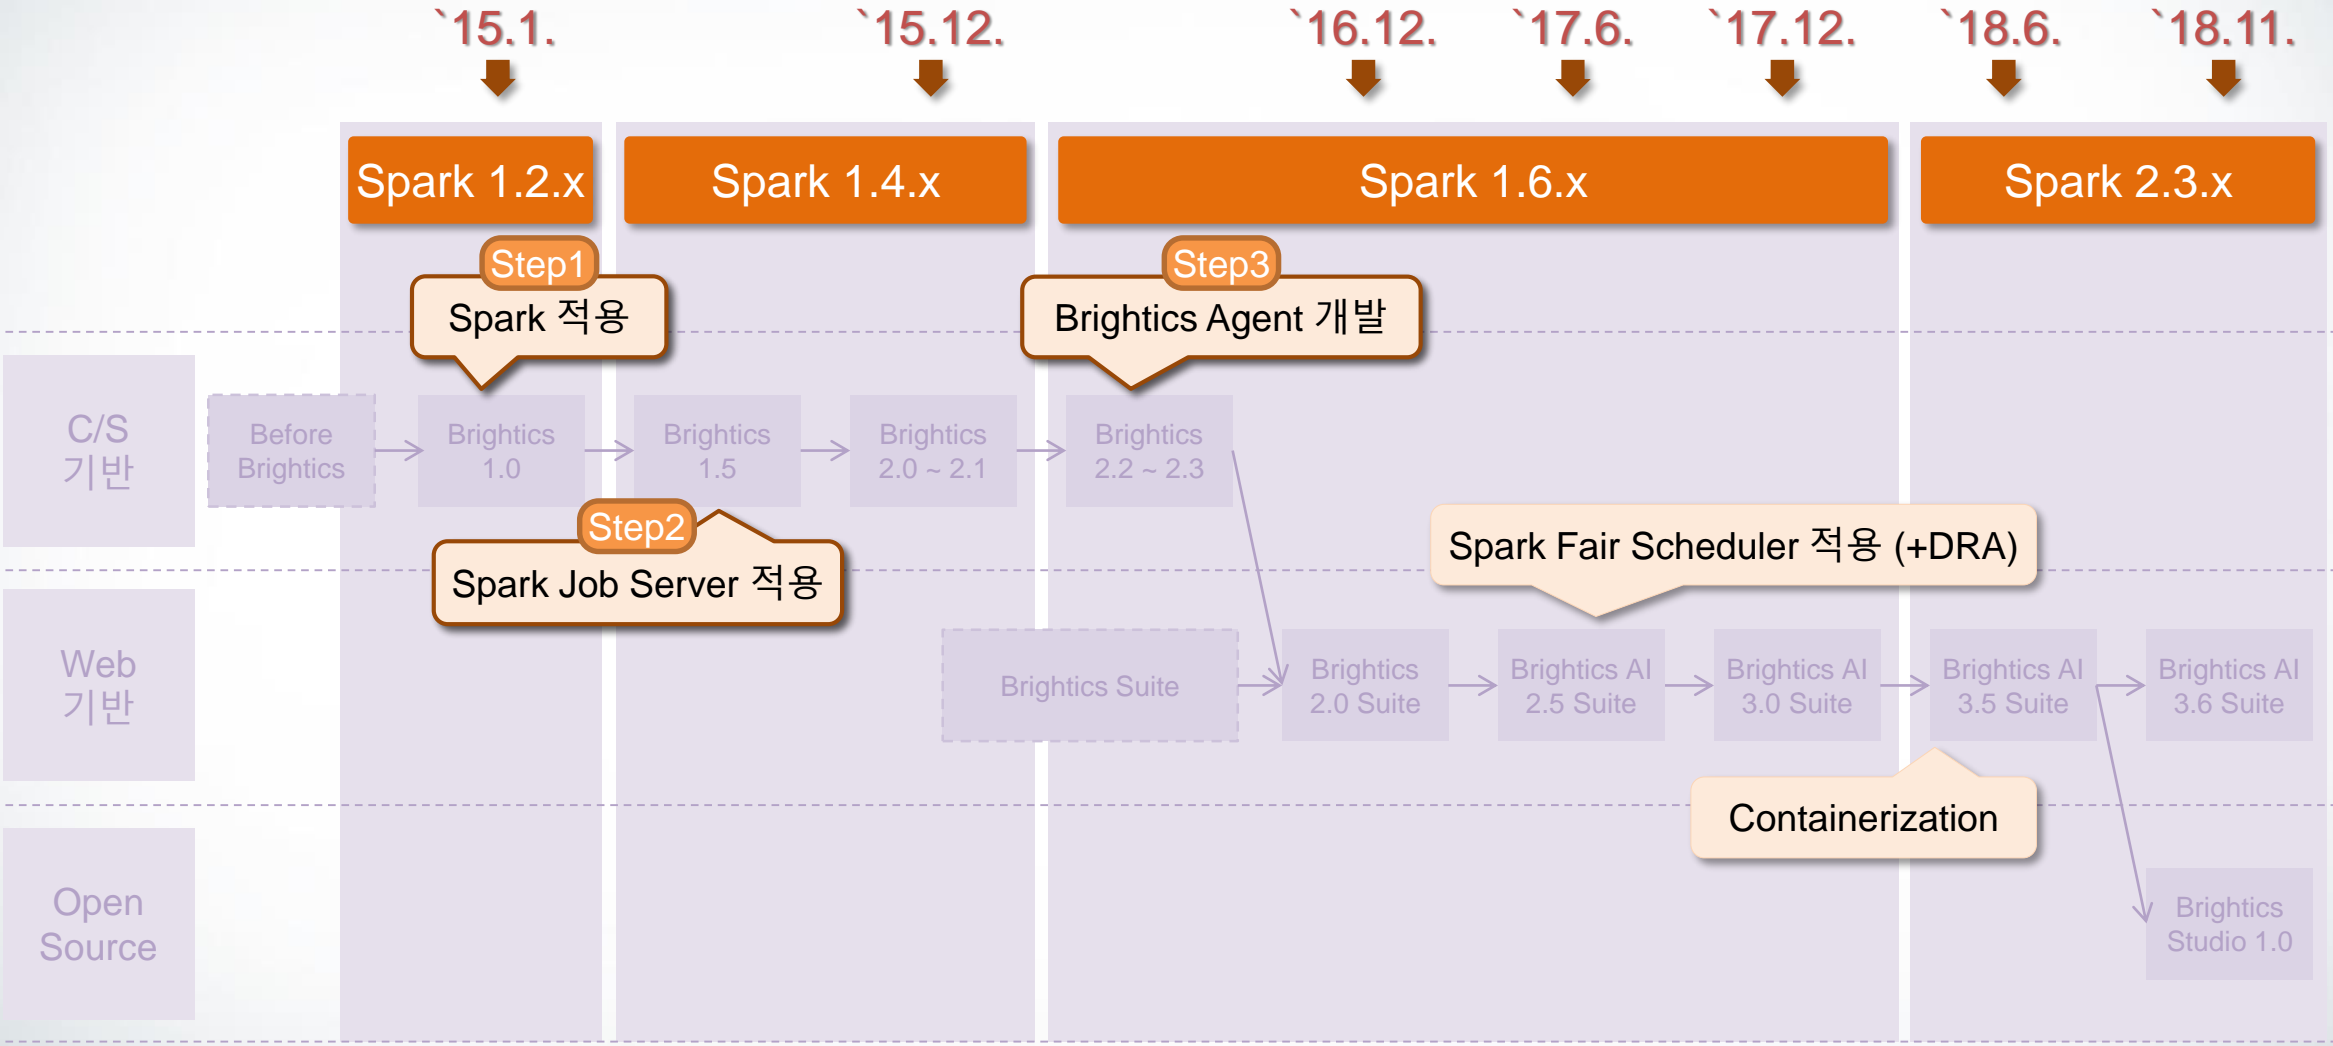 `15.1.
`15.12.
`16.12.
`17.6.
`17.12.
`18.6.
`18.11.
Spark 1.2.x
Spark 1.4.x
Spark 1.6.x
Spark 2.3.x
Step1
Spark 적용
Step3
Brightics Agent 개발
C/S
기반
Before
Brightics
Brightics
1.0
Brightics
1.5
Brightics
2.0 ~ 2.1
Brightics
2.2 ~ 2.3
Step2
Spark Job Server 적용
Spark Fair Scheduler 적용 (+DRA)
Web
기반
Brightics Suite
Brightics
2.0 Suite
Brightics AI
2.5 Suite
Brightics AI
3.0 Suite
Brightics AI
3.5 Suite
Brightics AI
3.6 Suite
Containerization
Open
Source
Brightics
Studio 1.0